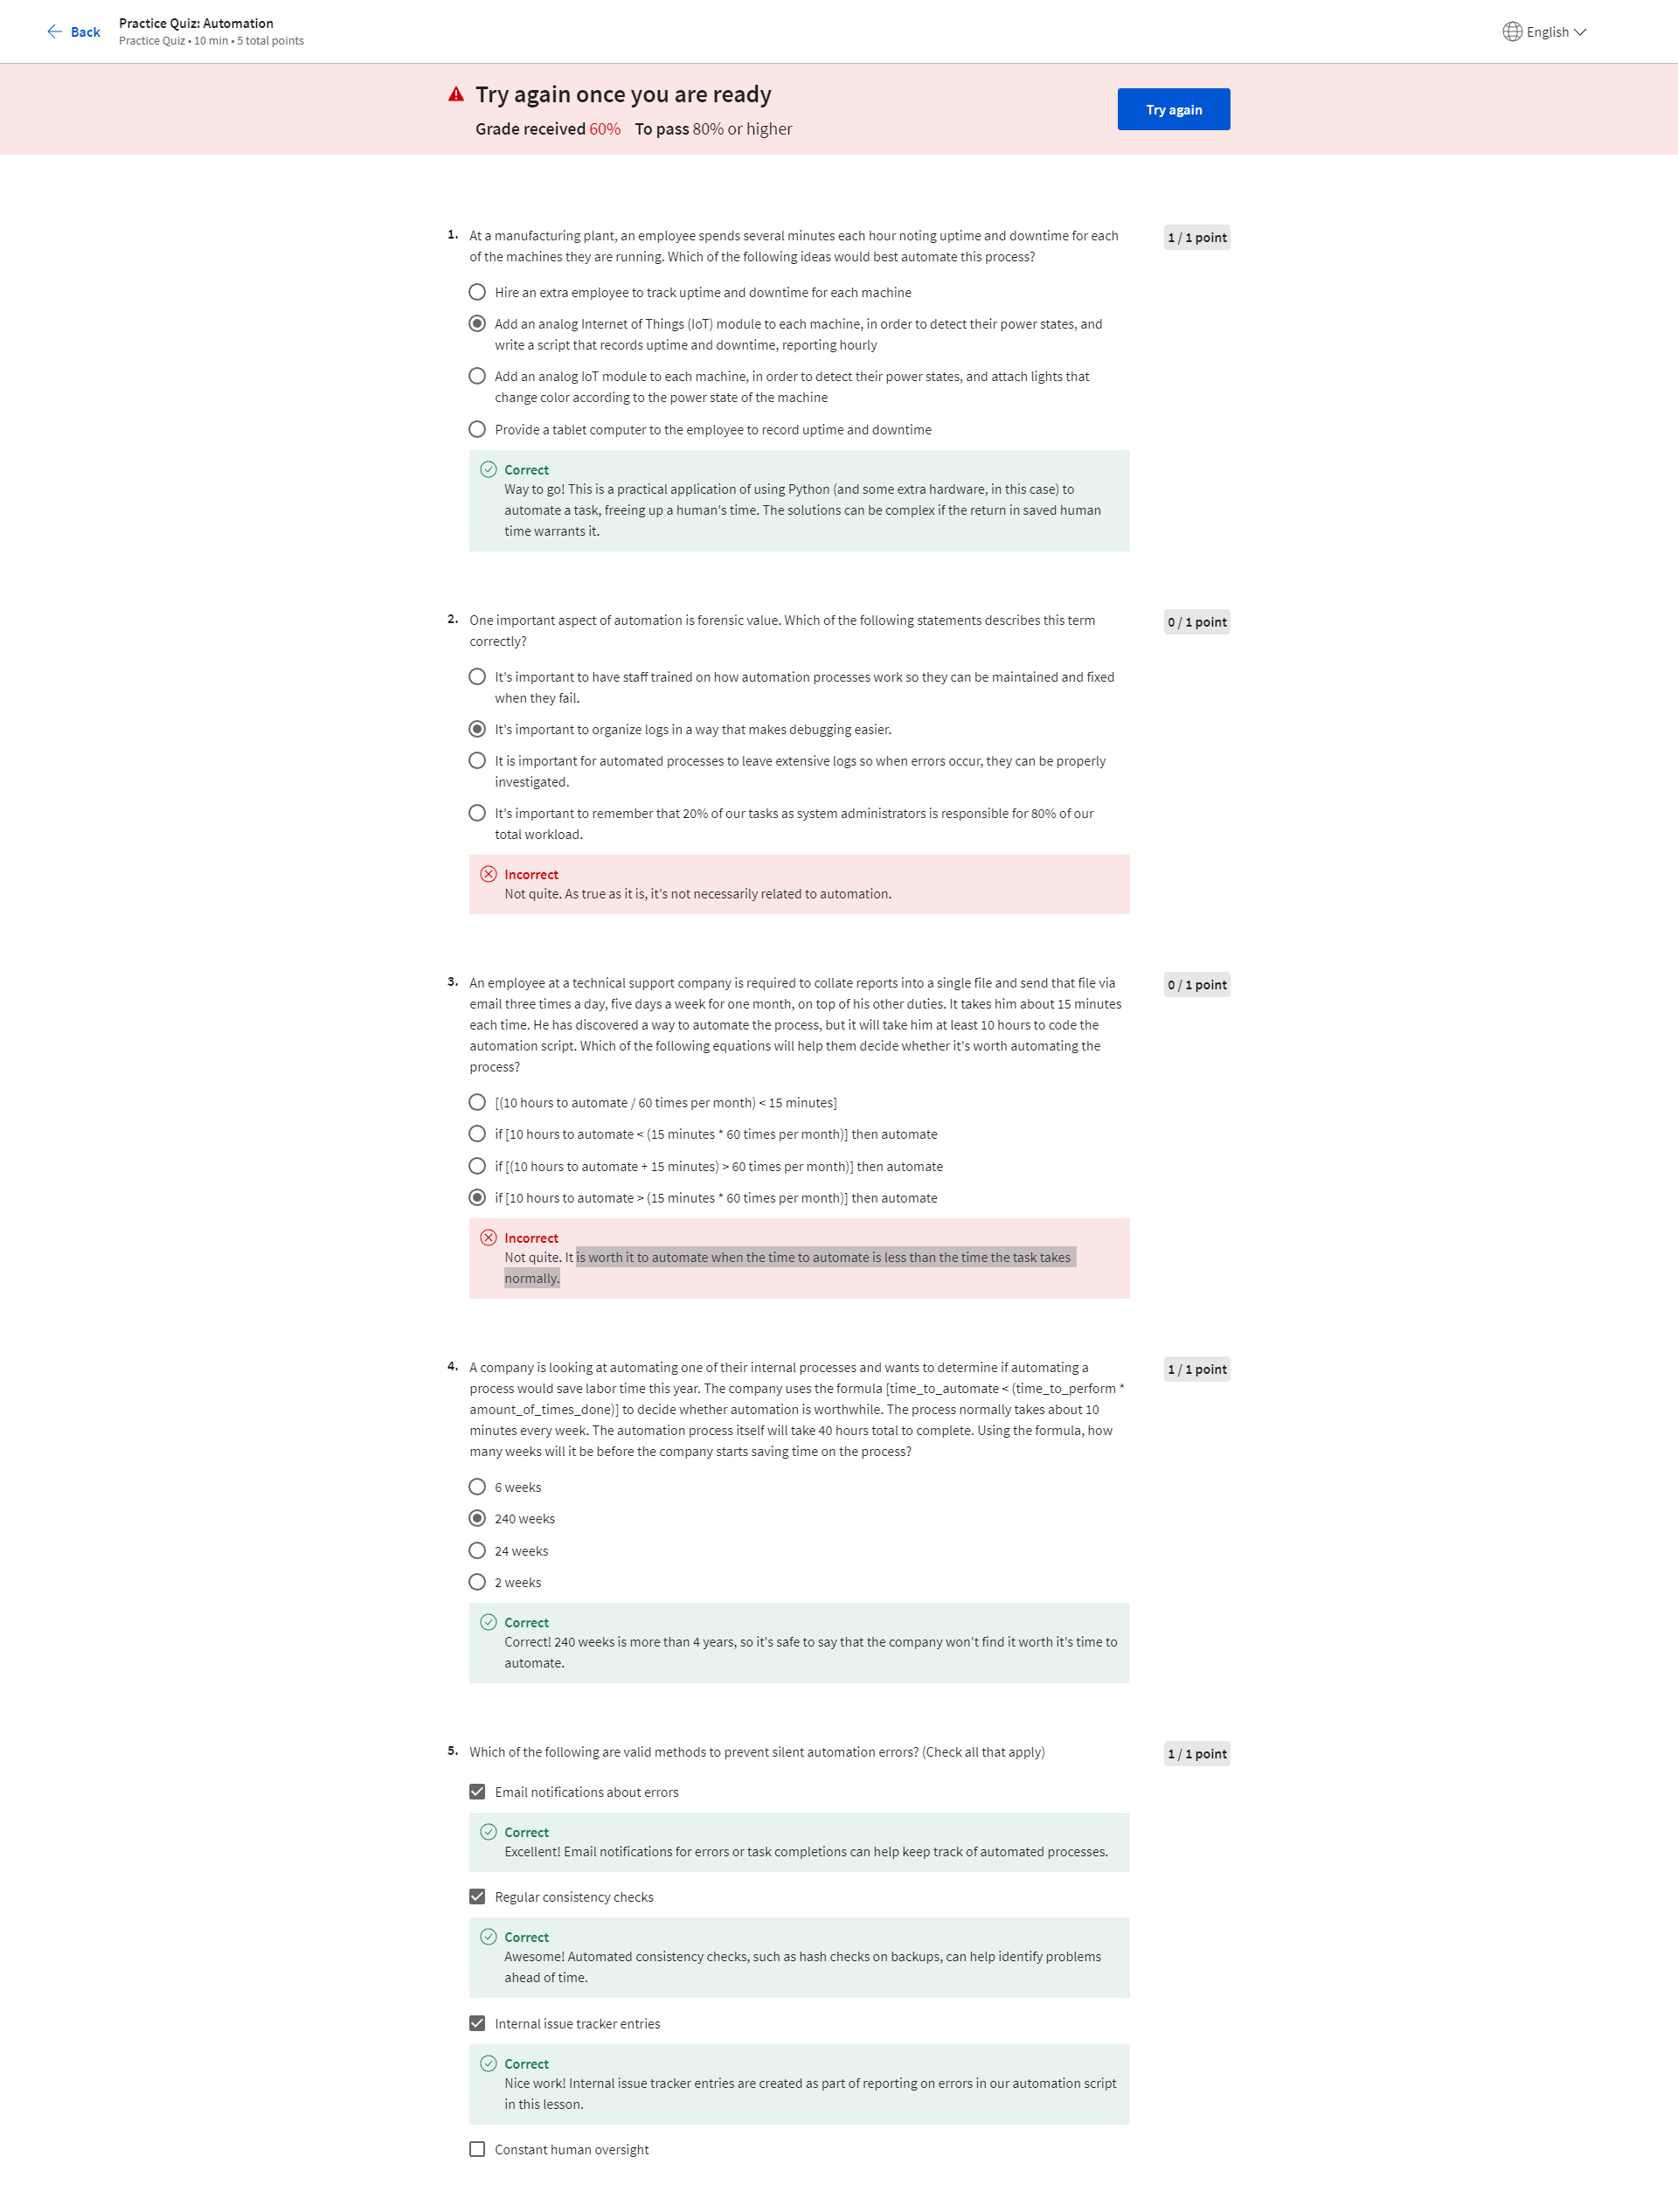 Back
Practice Quiz: Automation
Practice Quiz • 10 min • 5 total points
English
Try again once you are ready
Grade received 60% To pass 80% or higher
Try again
1. At a manufacturing plant, an employee spends several minutes each hour noting uptime and downtime for each
of the machines they are running. Which of the following ideas would best automate this process?
1 / 1 point
Hire an extra employee to track uptime and downtime for each machine
Add an analog Internet of Things (IoT) module to each machine, in order to detect their power states, and
write a script that records uptime and downtime, reporting hourly
Add an analog IoT module to each machine, in order to detect their power states, and attach lights that
change color according to the power state of the machine
Provide a tablet computer to the employee to record uptime and downtime
Correct
Way to go! This is a practical application of using Python (and some extra hardware, in this case) to
automate a task, freeing up a human's time. The solutions can be complex if the return in saved human
time warrants it.
2. One important aspect of automation is forensic value. Which of the following statements describes this term
correctly?
0 / 1 point
It's important to have staff trained on how automation processes work so they can be maintained and fixed
when they fail.
It's important to organize logs in a way that makes debugging easier.
It is important for automated processes to leave extensive logs so when errors occur, they can be properly
investigated.
It's important to remember that 20% of our tasks as system administrators is responsible for 80% of our
total workload.
Incorrect
Not quite. As true as it is, it's not necessarily related to automation.
3. An employee at a technical support company is required to collate reports into a single file and send that file via
email three times a day, five days a week for one month, on top of his other duties. It takes him about 15 minutes
each time. He has discovered a way to automate the process, but it will take him at least 10 hours to code the
automation script. Which of the following equations will help them decide whether it's worth automating the
process?
0 / 1 point
[(10 hours to automate / 60 times per month) < 15 minutes]
if [10 hours to automate < (15 minutes * 60 times per month)] then automate
if [(10 hours to automate + 15 minutes) > 60 times per month)] then automate
if [10 hours to automate > (15 minutes * 60 times per month)] then automate
Incorrect
Not quite. It is worth it to automate when the time to automate is less than the time the task takes
normally.
4. A company is looking at automating one of their internal processes and wants to determine if automating a
process would save labor time this year. The company uses the formula [time_to_automate < (time_to_perform *
amount_of_times_done)] to decide whether automation is worthwhile. The process normally takes about 10
minutes every week. The automation process itself will take 40 hours total to complete. Using the formula, how
many weeks will it be before the company starts saving time on the process?
1 / 1 point
6 weeks
240 weeks
24 weeks
2 weeks
Correct
Correct! 240 weeks is more than 4 years, so it's safe to say that the company won't find it worth it's time to
automate.
5. Which of the following are valid methods to prevent silent automation errors? (Check all that apply)
1 / 1 point
Email notifications about errors
Correct
Excellent! Email notifications for errors or task completions can help keep track of automated processes.
Regular consistency checks
Correct
Awesome! Automated consistency checks, such as hash checks on backups, can help identify problems
ahead of time.
Internal issue tracker entries
Correct
Nice work! Internal issue tracker entries are created as part of reporting on errors in our automation script
in this lesson.
Constant human oversight